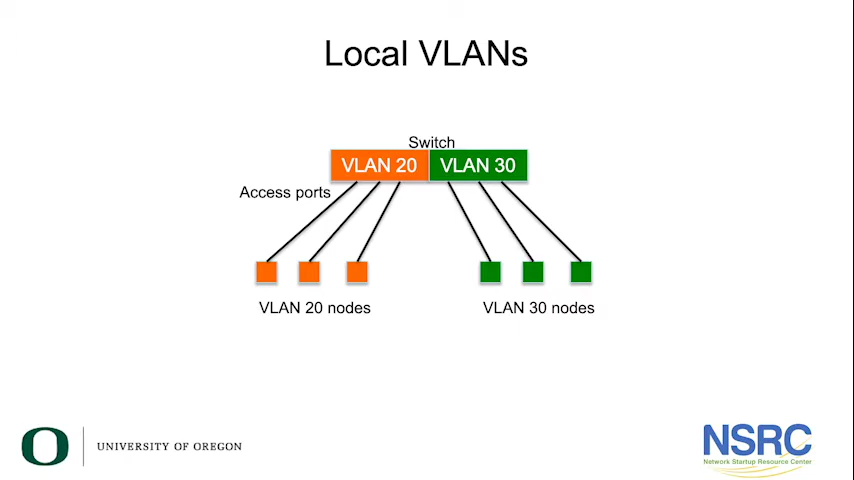 Local VLANs
Switch
VLAN 20 VLAN 30
Access ports
VLAN 20 nodes VLAN 30 nodes
O UNIVERSITY OF OREGON
NSRC
Network Startup Resource Center